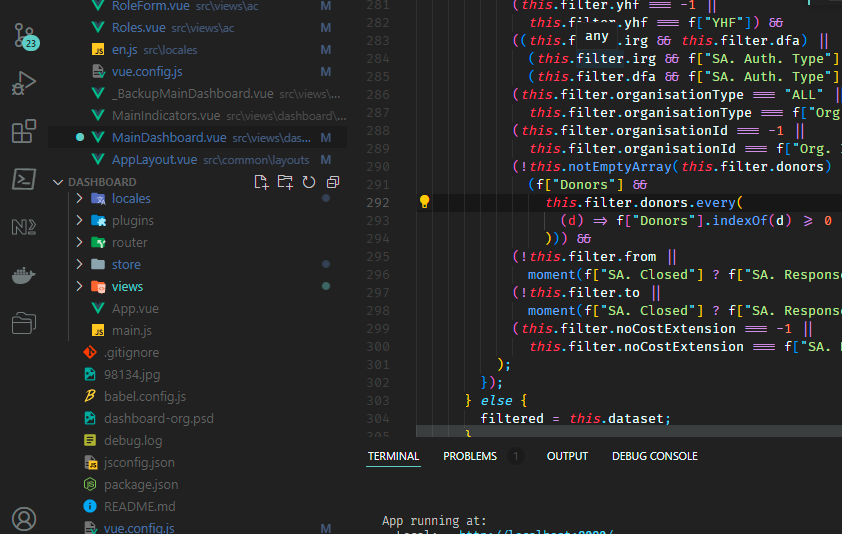 RoleForm.vue src\views\ac M
Roles.vue src\views\ac M
en.js src\locales M
vue.config.js M
_BackupMainDashboard.vue src\views\...
MainIndicators.vue src\views\dashboard\...
MainDashboard.vue src\views\das... M
AppLayout.vue src\common\layouts M
23
DASHBOARD
locales
plugins
router
store
views
App.vue
main.js
.gitignore
98134.jpg
babel.config.js
dashboard-org.psd
debug.log
jsconfig.json
package.json
README.md
vue.config.js M
281 (this.filter.yhf === -1 ||
282 this.filter.yhf === f["YHF"]) &&
any
283 ((this.filter.irg && this.filter.dfa) ||
284 (this.filter.irg && f["SA. Auth. Type"]
285 (this.filter.dfa && f["SA. Auth. Type"]
286 (this.filter.organisationType === "ALL" ||
287 this.filter.organisationType === f["Org
288 (this.filter.organisationId === -1 ||
289 this.filter.organisationId === f["Org.
290 (!this.notEmptyArray(this.filter.donors)
291 (f["Donors"] &&
292 this.filter.donors.every(
293 (d) => f["Donors"].indexOf(d) >= 0
294 ))) &&
295 (!this.filter.from ||
296 moment(f["SA. Closed"] ? f["SA. Respons
297 (!this.filter.to ||
298 moment(f["SA. Closed"] ? f["SA. Respons
299 (this.filter.noCostExtension === -1 ||
300 this.filter.noCostExtension === f["SA.
301 );
302 });
303 } else {
304 filtered = this.dataset;
305 }
TERMINAL PROBLEMS 1 OUTPUT DEBUG CONSOLE
App running at: